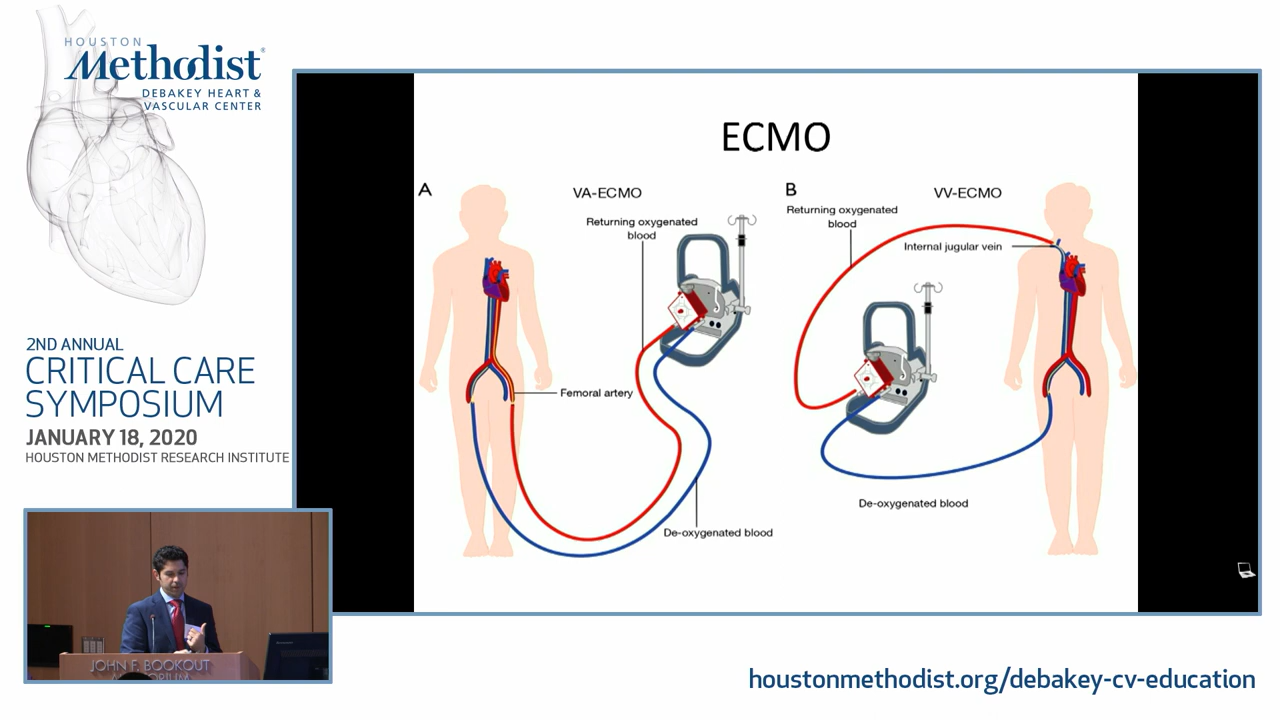 HOUSTON
Methodist
DEBAKEY HEART &
VASCULAR CENTER
2ND ANNUAL
CRITICAL CARE
SYMPOSIUM
JANUARY 18, 2020
HOUSTON METHODIST RESEARCH INSTITUTE
ECMO
A
VA-ECMO
Returning oxygenated
blood
Femoral artery
De-oxygenated blood
B
VV-ECMO
Returning oxygenated
blood
Internal jugular vein
De-oxygenated blood
JOHN F. BOOKOUT
houstonmethodist.org/debakey-cv-education